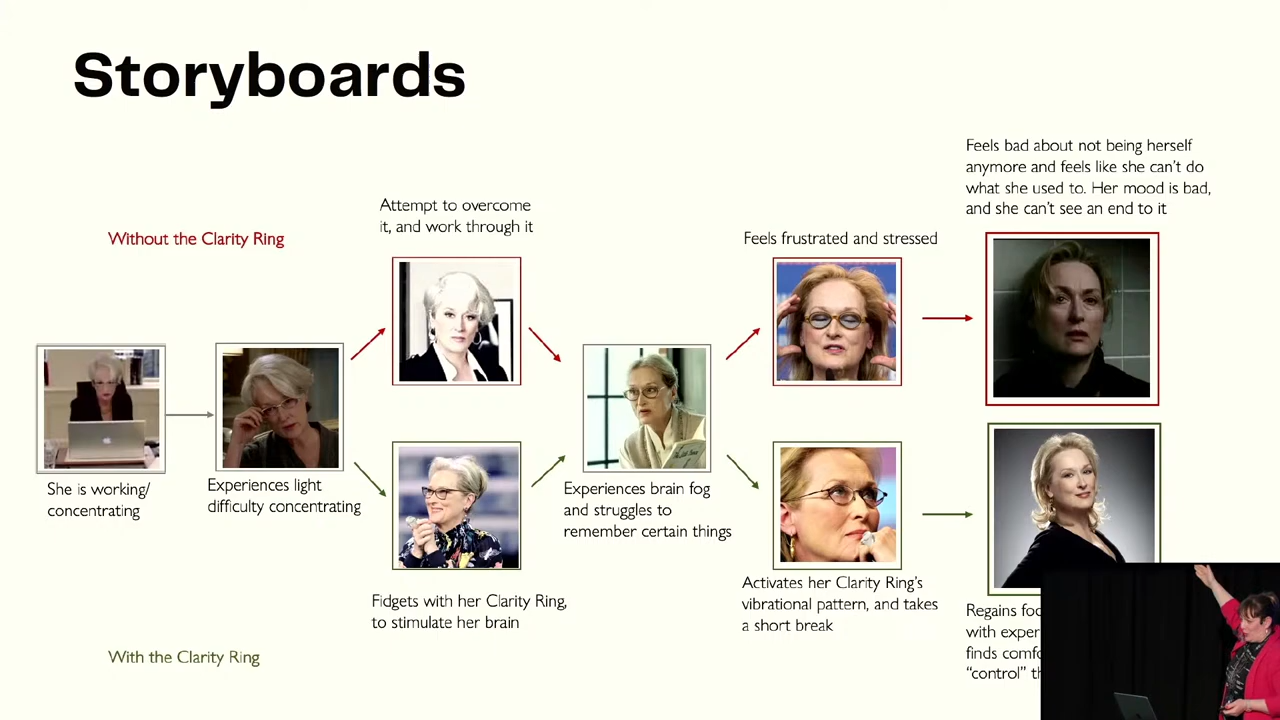 Storyboards
Feels bad about not being herself
anymore and feels like she can't do
what she used to. Her mood is bad,
and she can't see an end to it
Attempt to overcome
it, and work through it
Without the Clarity Ring
Feels frustrated and stressed
She is working/
concentrating
Experiences light
difficulty concentrating
Experiences brain fog
and struggles to
remember certain things
Fidgets with her Clarity Ring,
to stimulate her brain
Activates her Clarity Ring's
vibrational pattern, and takes
a short break
Regains
with
finds
"control"
With the Clarity Ring